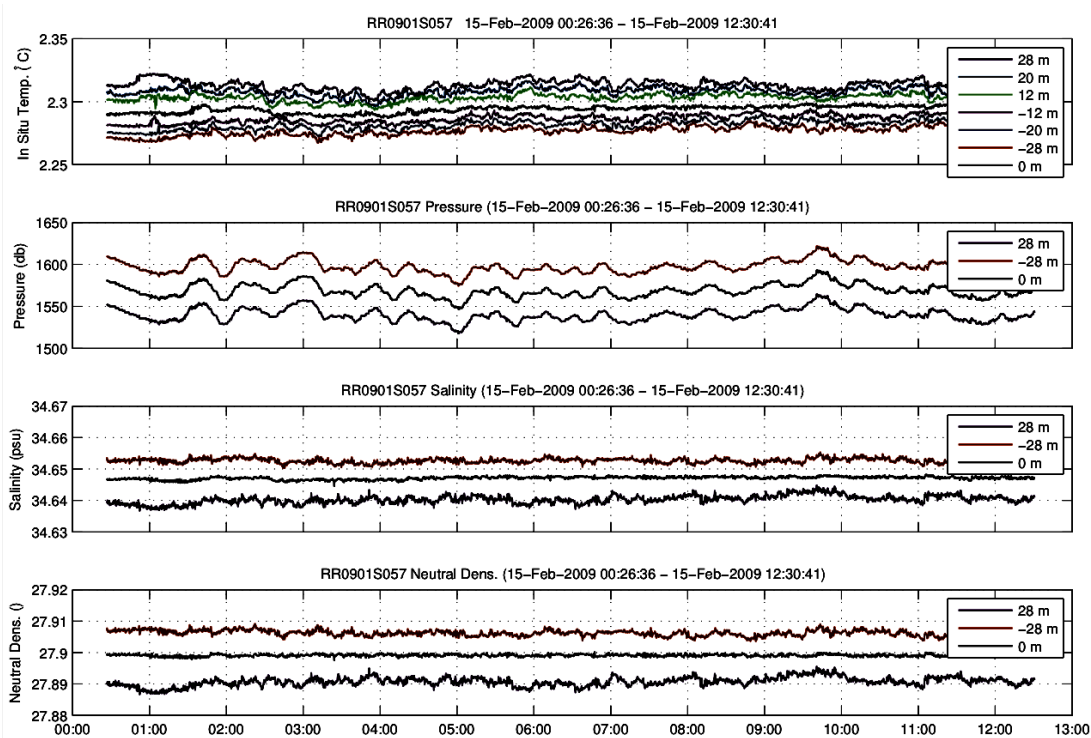 RR0901S057   15−Feb−2009 00:26:36 − 15−Feb−2009 12:30:41
In Situ Temp. (° C)
2.35
2.3
2.25
28 m
20 m
12 m
−12 m
−20 m
−28 m
0 m
RR0901S057 Pressure (15−Feb−2009 00:26:36 − 15−Feb−2009 12:30:41)
Pressure (db)
1650
1600
1550
1500
28 m
−28 m
0 m
RR0901S057 Salinity (15−Feb−2009 00:26:36 − 15−Feb−2009 12:30:41)
Salinity (psu)
34.67
34.66
34.65
34.64
34.63
28 m
−28 m
0 m
RR0901S057 Neutral Dens. (15−Feb−2009 00:26:36 − 15−Feb−2009 12:30:41)
Neutral Dens. ()
27.92
27.91
27.9
27.89
27.88
28 m
−28 m
0 m
00:00 01:00 02:00 03:00 04:00 05:00 06:00 07:00 08:00 09:00 10:00 11:00 12:00 13:00